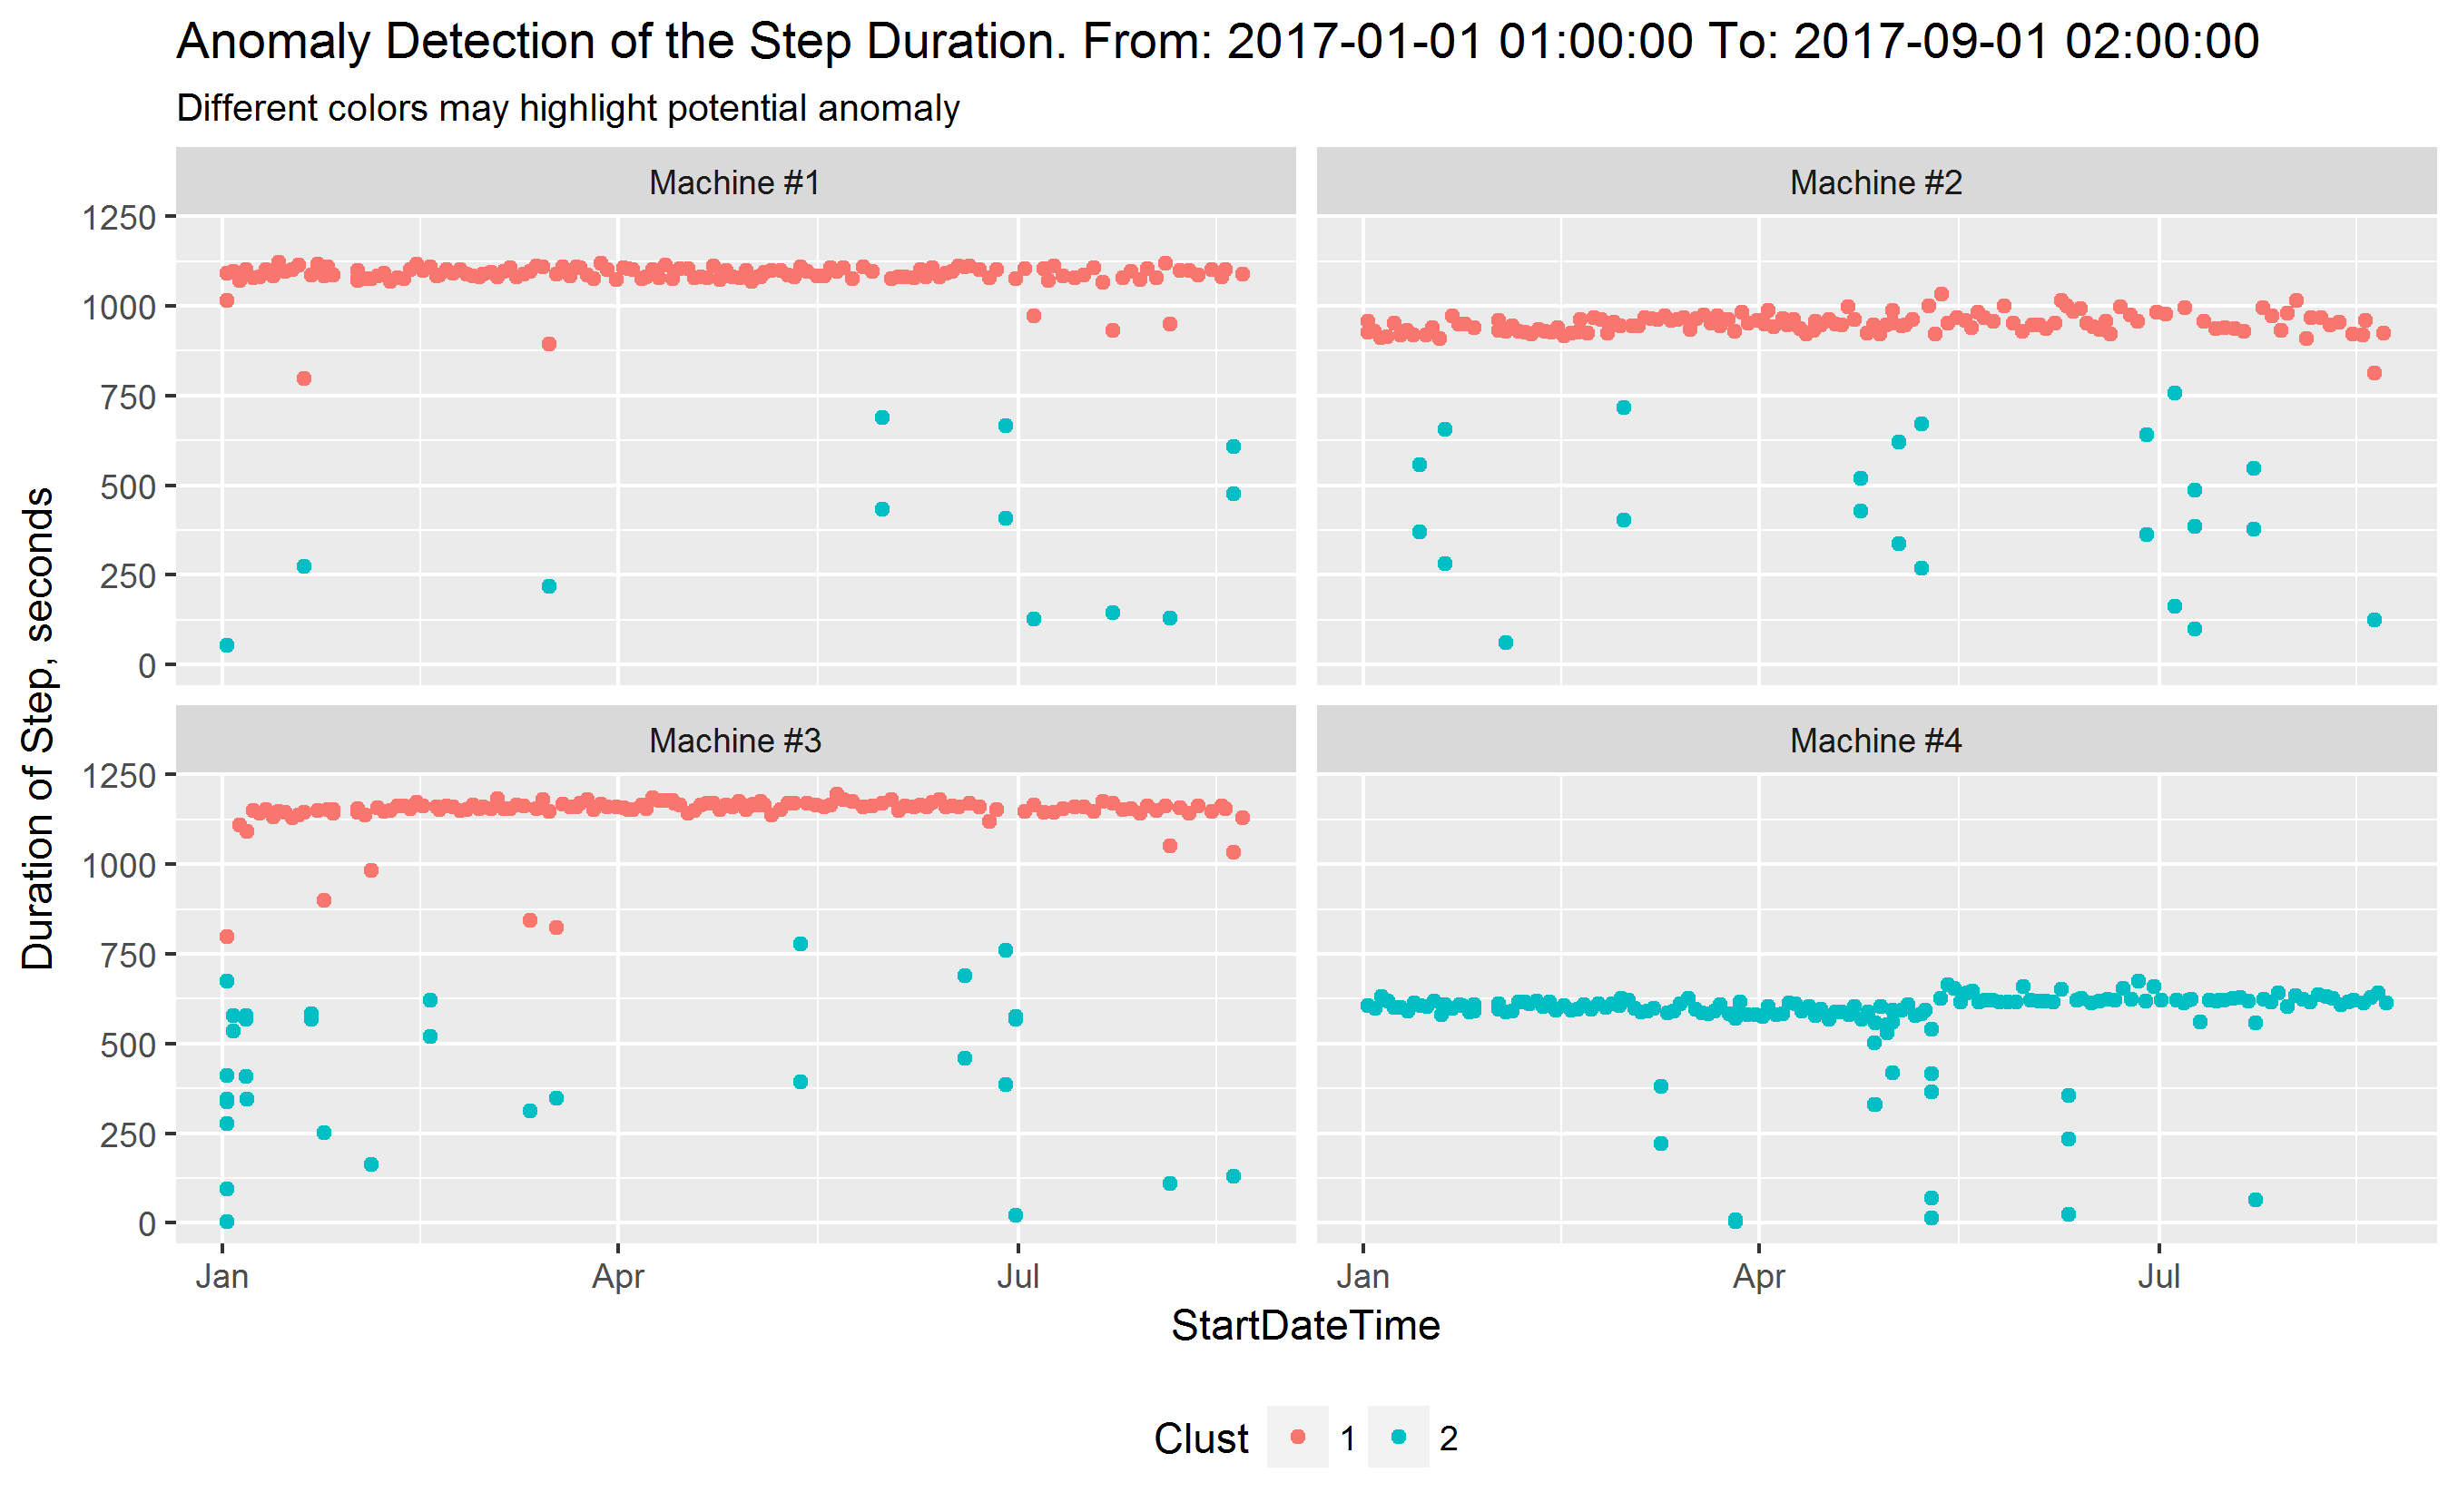 Anomaly Detection of the Step Duration. From: 2017-01-01 01:00:00 To: 2017-09-01 02:00:00
Different colors may highlight potential anomaly
Machine #1
Machine #2
1250
1000
750
500
250
0
Machine #3
Machine #4
1250
1000
750
500
250
0
Duration of Step, seconds
Jan
Apr
Jul
Jan
Apr
Jul
StartDateTime
Clust
1
2